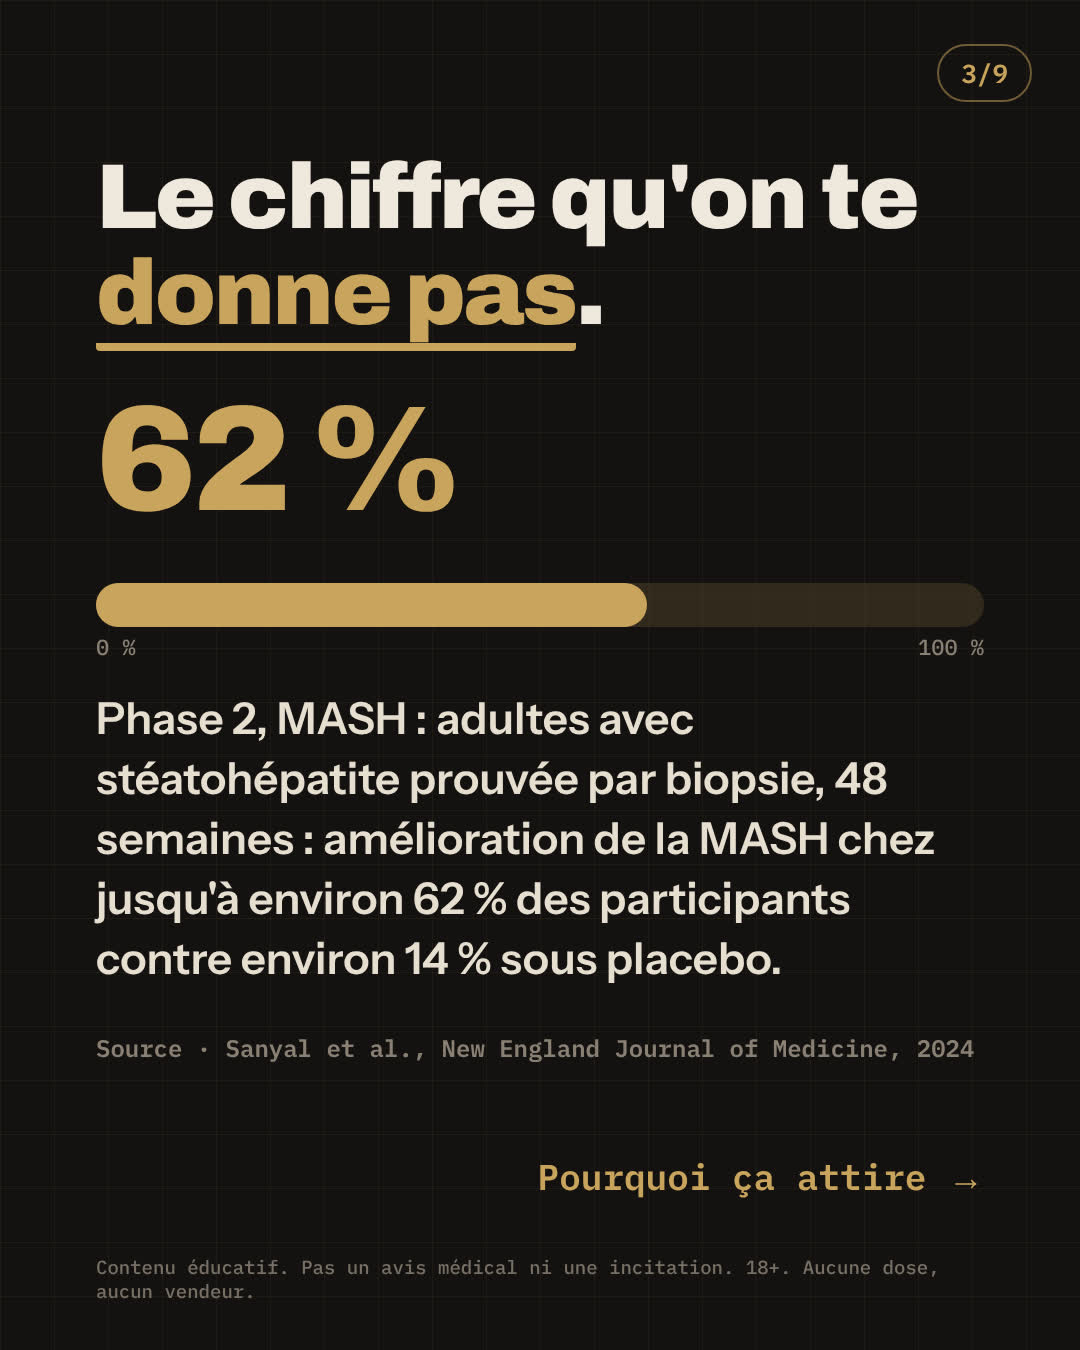 3/9
Le chiffre qu'on te
donne pas.
62 %
0 %
100 %
Phase 2, MASH : adultes avec
stéatohépatite prouvée par biopsie, 48
semaines : amélioration de la MASH chez
jusqu'à environ 62 % des participants
contre environ 14 % sous placebo.
Source · Sanyal et al., New England Journal of Medicine, 2024
Pourquoi ça attire →
Contenu éducatif. Pas un avis médical ni une incitation. 18+. Aucune dose,
aucun vendeur.